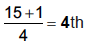 15 + 1
4
= 4th